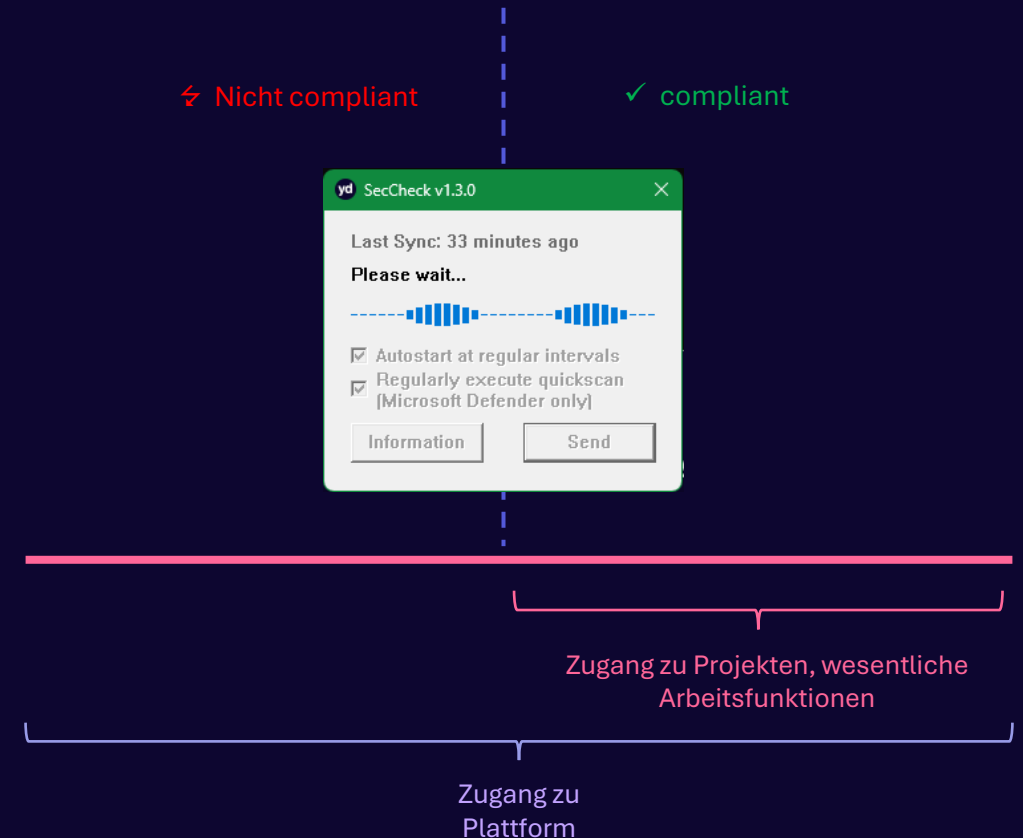 Nicht compliant
✓ compliant
yd SecCheck v1.3.0
Last Sync: 33 minutes ago
Please wait...
Autostart at regular intervals
Regularly execute quickscan
(Microsoft Defender only)
Information
Send
Zugang zu Projekten, wesentliche
Arbeitsfunktionen
Zugang zu
Plattform